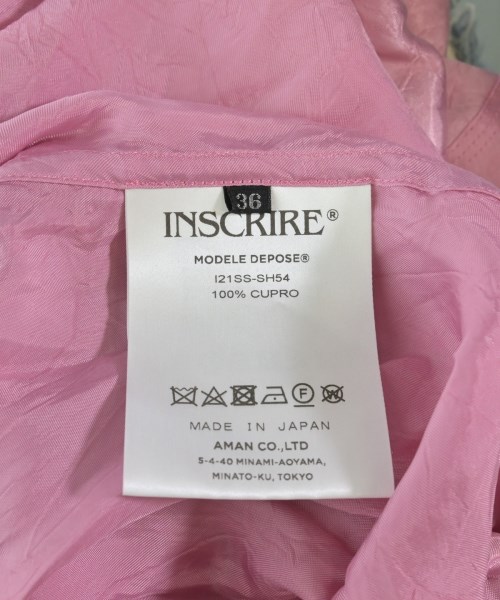 36
INSCRIRE®
MODELE DEPOSE®
I21SS-SH54
100% CUPRO
F
W
MADE IN JAPAN
AMAN CO.,LTD
5-4-40 MINAMI-AOYAMA,
MINATO-KU, TOKYO